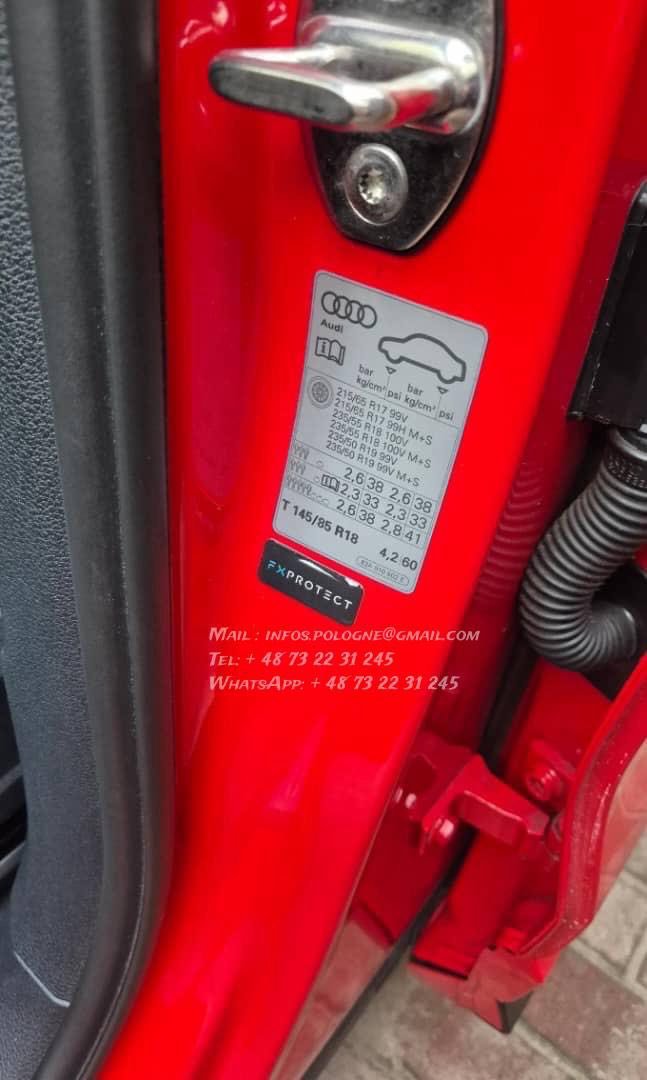 Audi
bar bar
kg/cm² psi kg/cm² psi
215/65 R17 99V
215/65 R17 99H M+S
235/55 R18 100V
235/55 R18 100V M+S
235/50 R19 99V
235/50 R19 99V M+S
2,6 38 2,6 38
2,3 33 2,3 33
2,6 38 2,8 41
T 145/85 R18 4,2 60
FXPROTECT
Mail : infos.pologne@gmail.com
Tel: + 48 73 22 31 245
WhatsApp: + 48 73 22 31 245